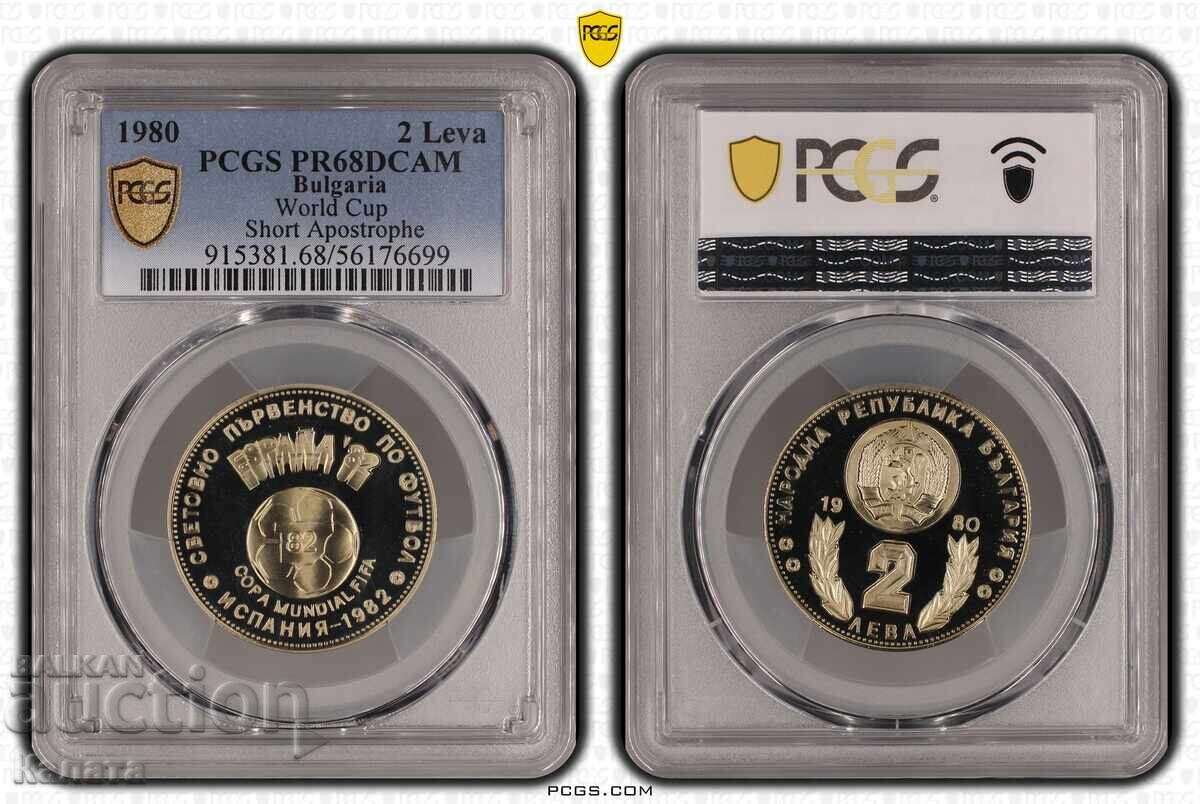 PCGS
1980 2 Leva
PCGS PR68DCAM
Bulgaria
World Cup
Short Apostrophe
915381.68/56176699
PCGS
СВЕТОВНО ПЪРВЕНСТВО ПО ФУТБОЛ
ESPAÑA '82
82
COPA MUNDIAL FIFA
ИСПАНИЯ-1982
PCGS
НАРОДНА РЕПУБЛИКА БЪЛГАРИЯ
19 80
2
ЛЕВА
BALKAN
auction
Каната
PCGS.COM